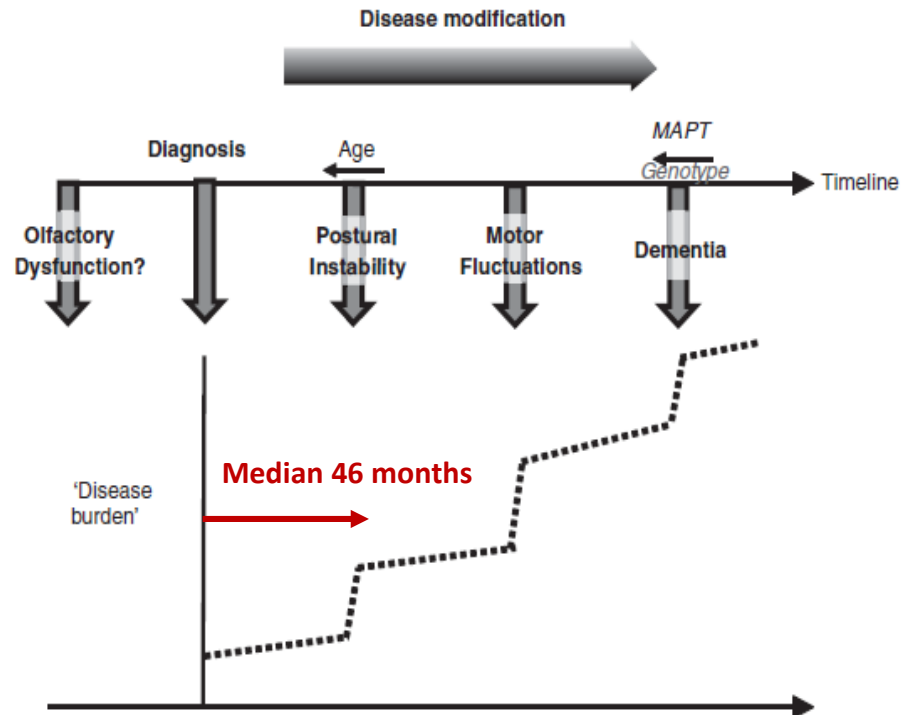 Disease modification
Diagnosis
Age
MAPT
Genotype
Timeline
Olfactory
Dysfunction?
Postural
Instability
Motor
Fluctuations
Dementia
Median 46 months
'Disease
burden'